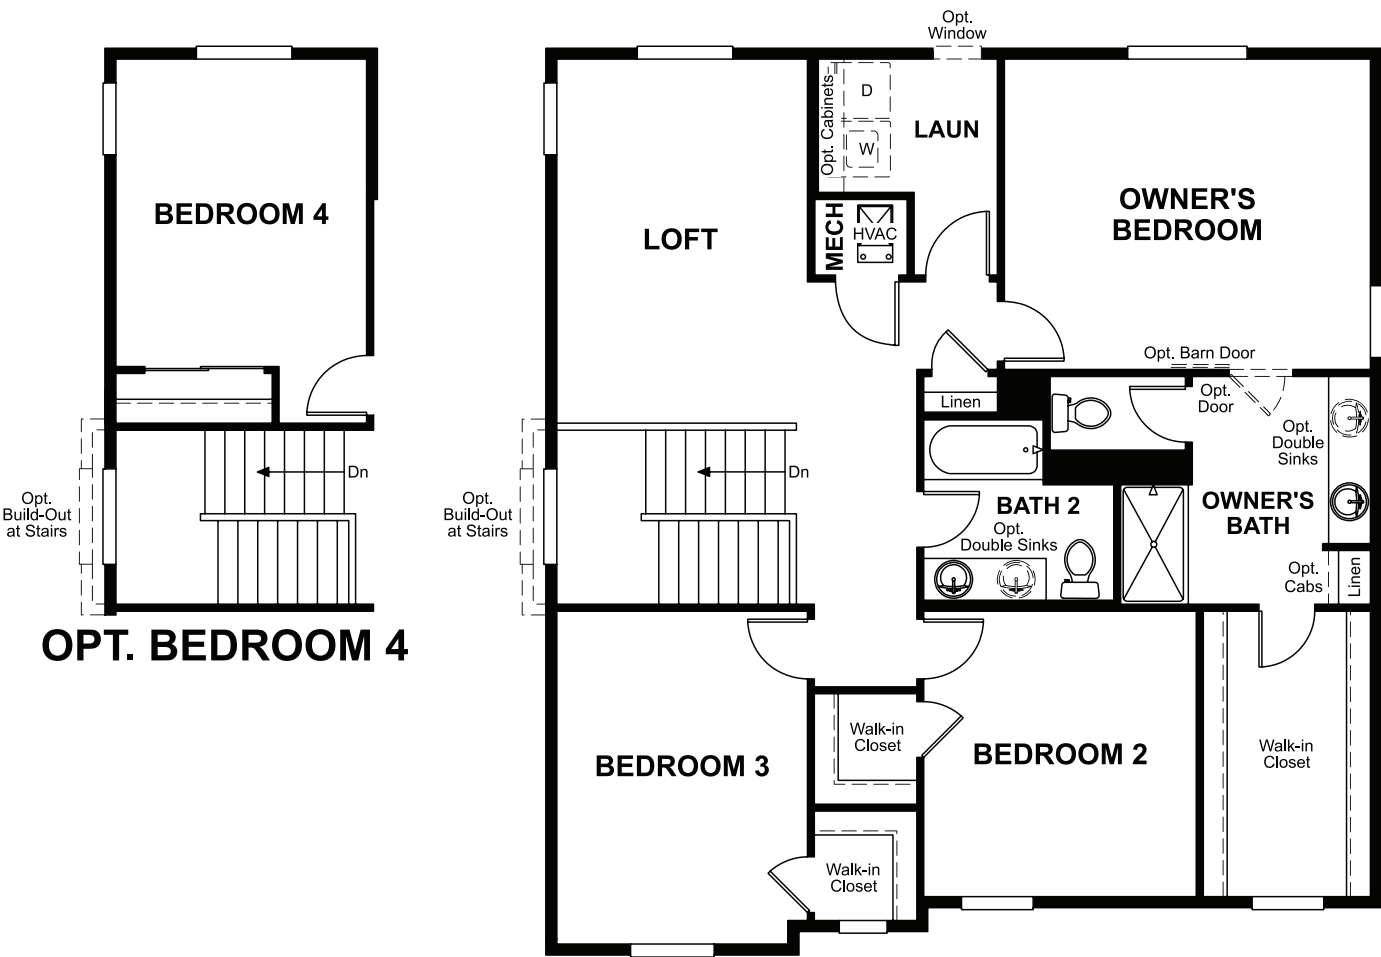 BEDROOM 4
Dn
Opt.
Build-Out
at Stairs
OPT. BEDROOM 4
Opt.
Window
Opt. Cabinets
D
W
LAUN
LOFT
MECH
HVAC
OWNER'S
BEDROOM
Opt. Barn Door
Opt.
Door
Linen
Opt.
Double
Sinks
Dn
Opt.
Build-Out
at Stairs
BATH 2
Opt.
Double Sinks
OWNER'S
BATH
Opt.
Cabs
Linen
Walk-in
Closet
BEDROOM 3
BEDROOM 2
Walk-in
Closet
Walk-in
Closet